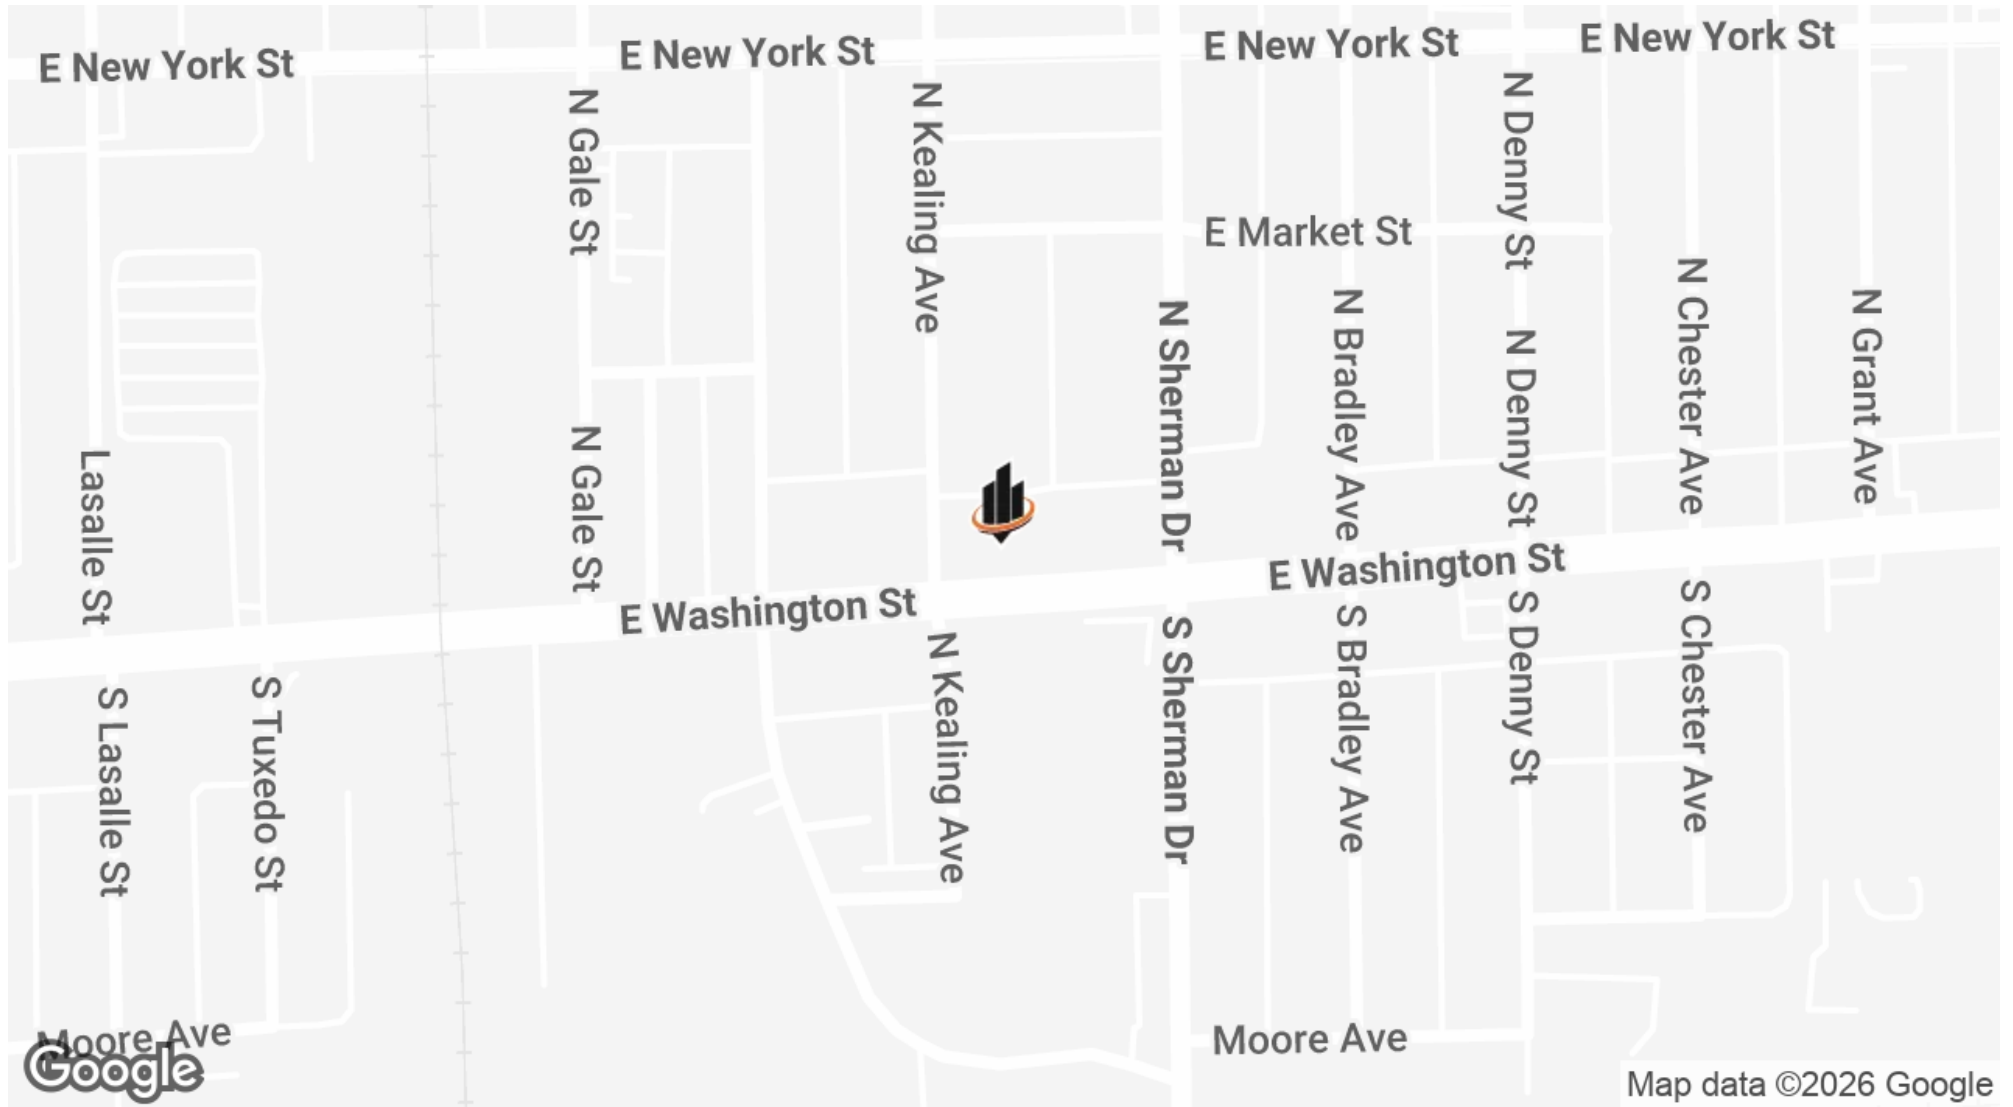 E New York St
E New York St
E New York St
E New York St
N Gale St
N Kealing Ave
N Denny St
E Market St
N Chester Ave
N Grant Ave
N Sherman Dr
N Bradley Ave
N Denny St
Lasalle St
N Gale St
E Washington St
E Washington St
S Lasalle St
S Tuxedo St
N Kealing Ave
S Sherman Dr
S Bradley Ave
S Denny St
S Chester Ave
Moore Ave
Moore Ave
Google
Map data ©2026 Google